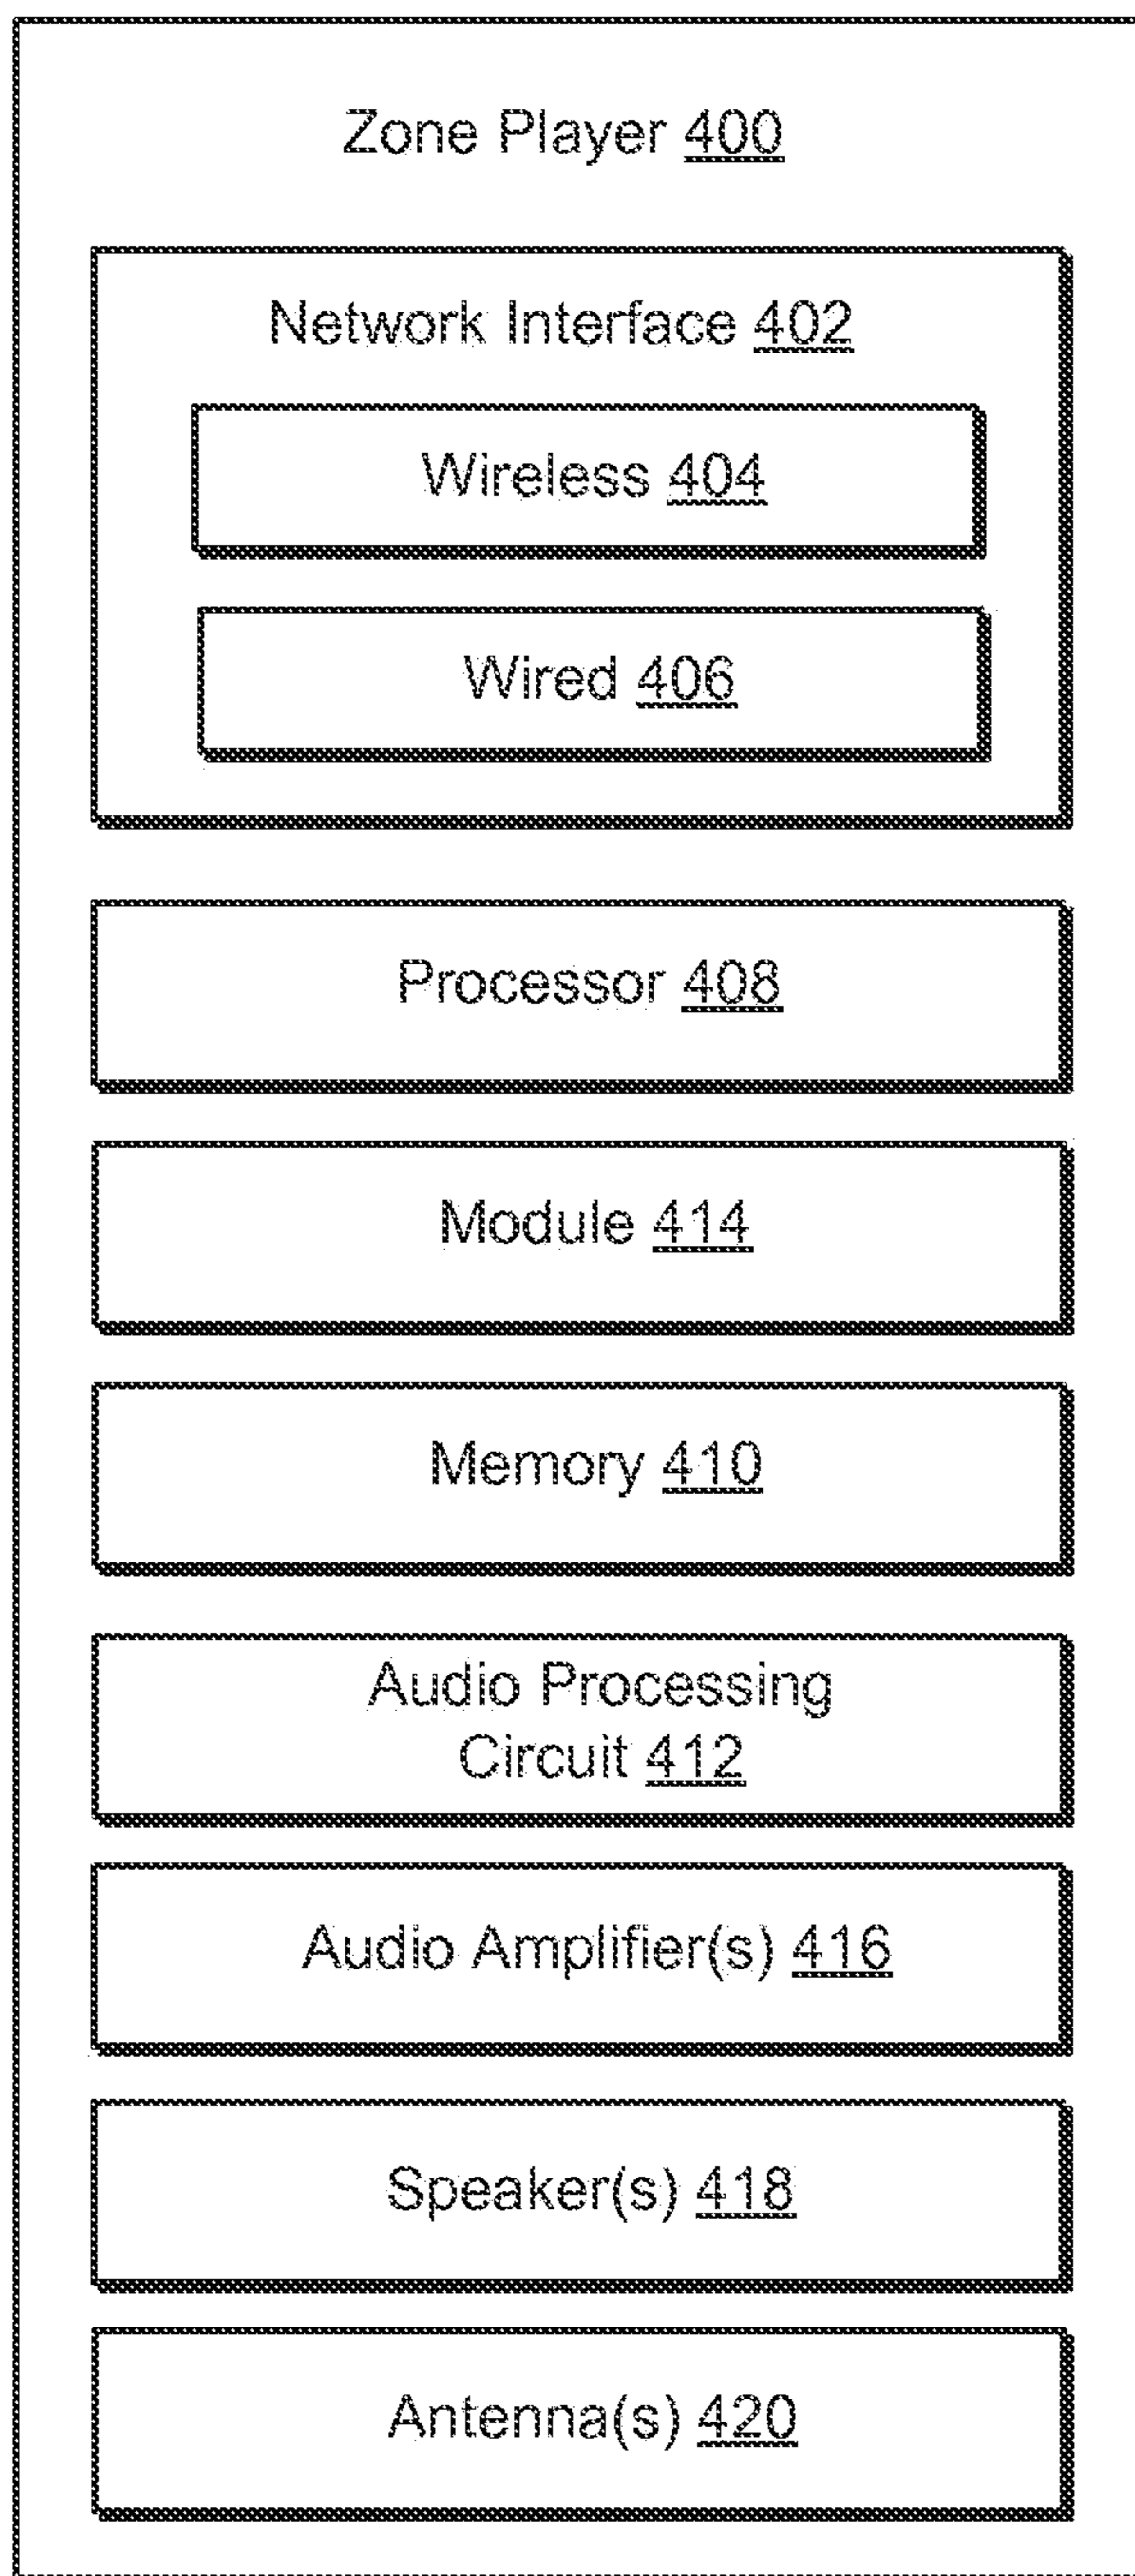 Zone Player 400
Network Interface 402
Wireless 404
Wired 406
Processor 408
Module 414
Memory 410
Audio Processing
Circuit 412
Audio Amplifier(s) 416
Speaker(s) 418
Antenna(s) 420